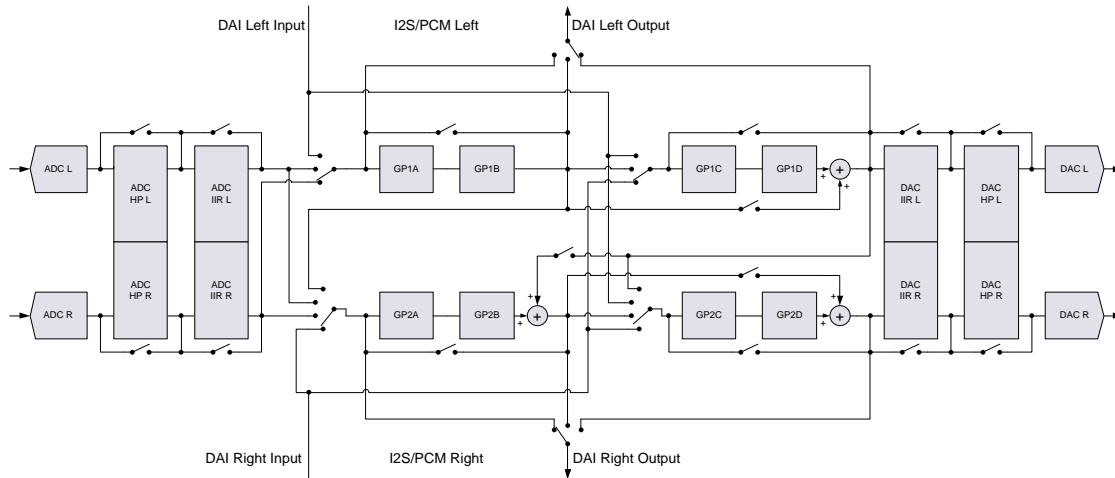 DAI Left Input
I2S/PCM Left
DAI Left Output
ADC L
ADC
HP L
ADC
IIR L
GP1A
GP1B
GP1C
GP1D
+
+
+
DAC
IIR L
DAC
HP L
DAC L
ADC R
ADC
HP R
ADC
IIR R
GP2A
GP2B
+
+
+
GP2C
GP2D
+
+
+
DAC
IIR R
DAC
HP R
DAC R
DAI Right Input
I2S/PCM Right
DAI Right Output